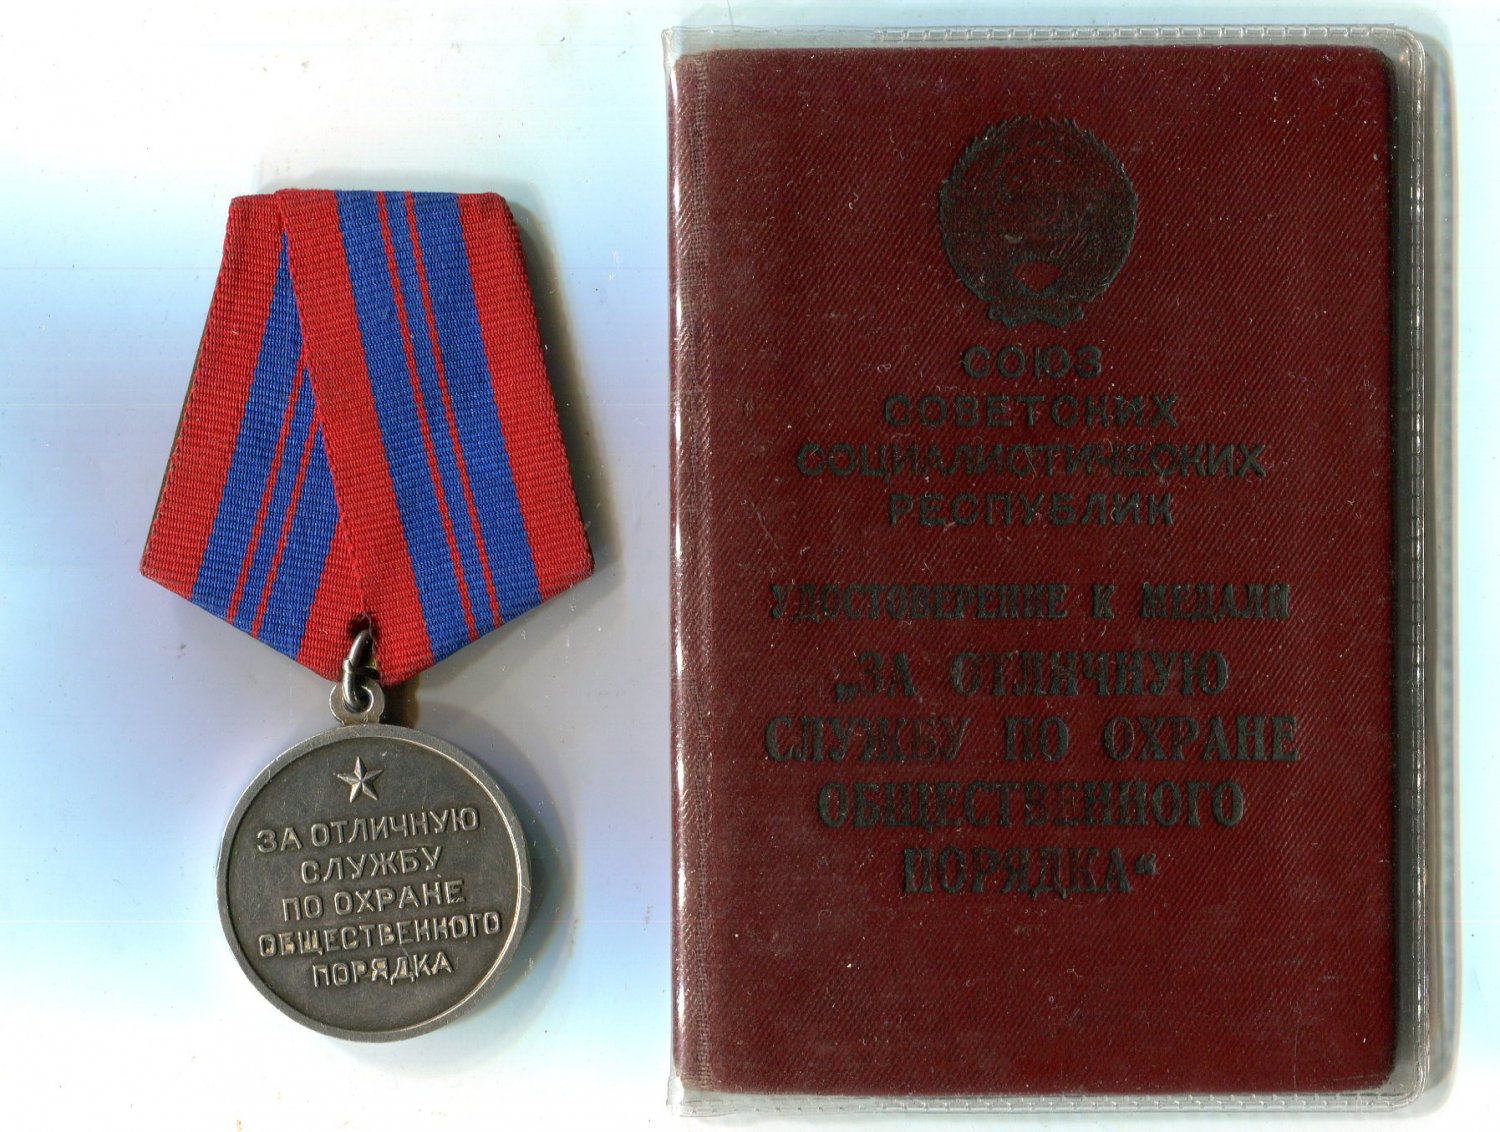 ЗА ОТЛИЧНУЮ
СЛУЖБУ
ПО ОХРАНЕ
ОБЩЕСТВЕННОГО
ПОРЯДКА
СОЮЗ
СОВЕТСКИХ
СОЦИАЛИСТИЧЕСКИХ
РЕСПУБЛИК
УДОСТОВЕРЕНИЕ К МЕДАЛИ
„ЗА ОТЛИЧНУЮ
СЛУЖБУ ПО ОХРАНЕ
ОБЩЕСТВЕННОГО
ПОРЯДКА“